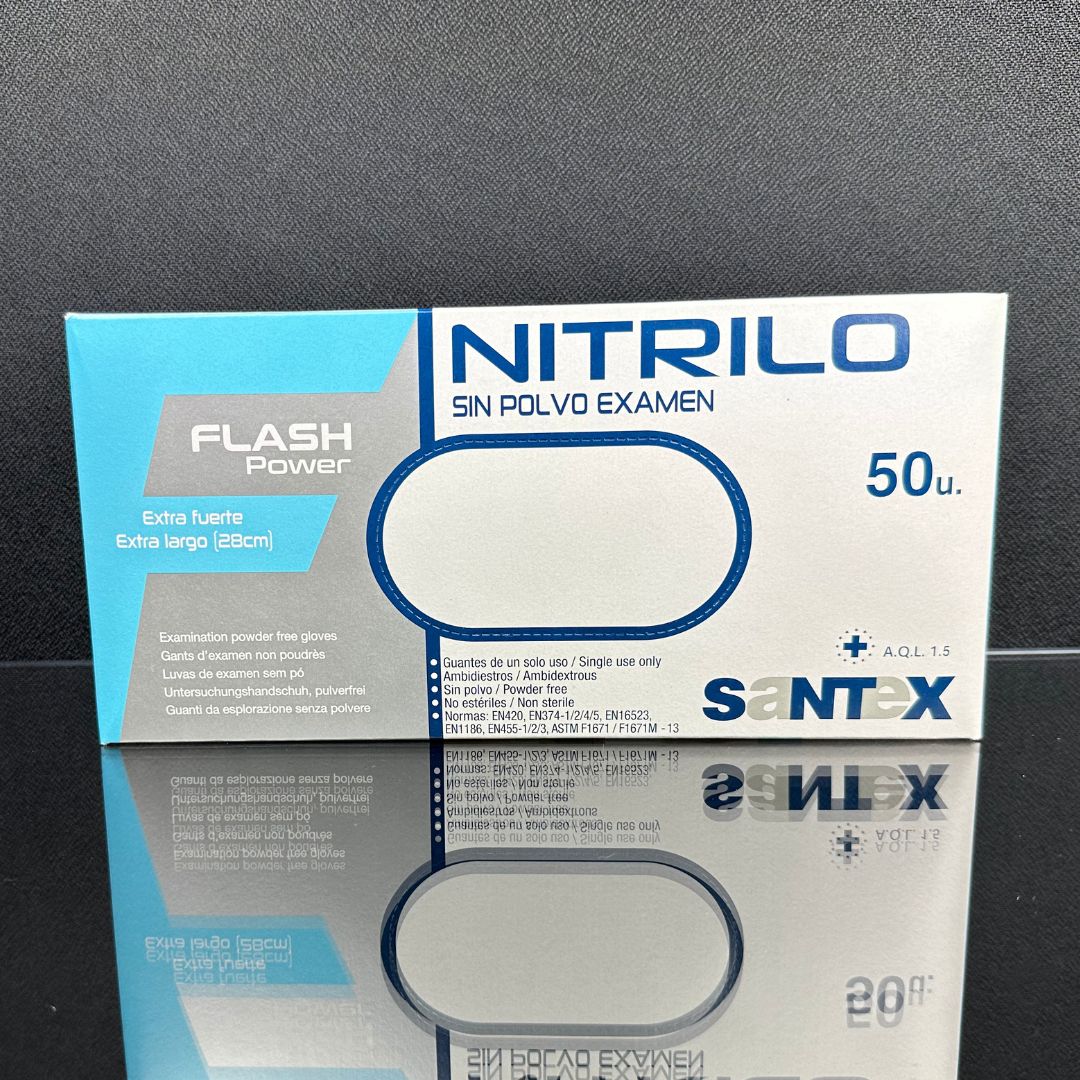 NITRILO
SIN POLVO EXAMEN
FLASH
Power
50u.
Extra fuerte
Extra largo (28cm)
Examination powder free gloves
Gants d'examen non poudrès
Luvas de examen sem pó
Untersuchungshandschuh, pulverfrei
Guanti da esplorazione senza polvere
Guantes de un solo uso / Single use only
Ambidiestros / Ambidextrous
Sin polvo / Powder free
No estériles / Non sterile
Normas: EN420, EN374-1/2/4/5, EN16523,
EN1186, EN455-1/2/3, ASTM F1671 / F1671M - 13
A.Q.L. 1.5
SaNTeX